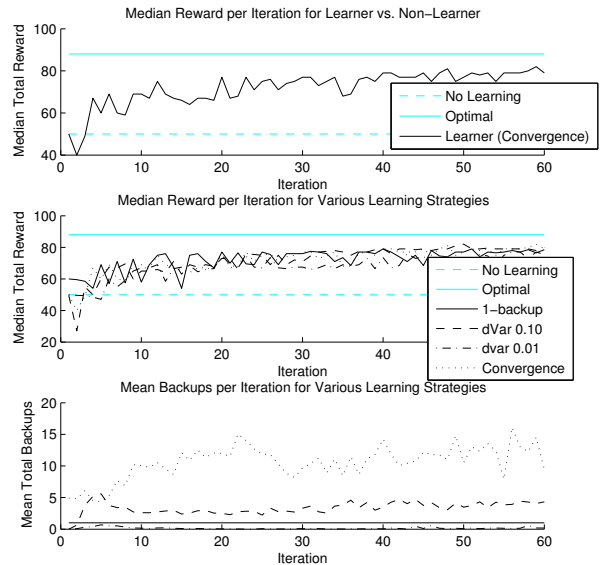 Median Reward per Iteration for Learner vs. Non−Learner
Median Total Reward
100
80
60
40
0
10
20
30
40
50
60
Iteration
No Learning
Optimal
Learner (Convergence)
Median Reward per Iteration for Various Learning Strategies
Median Total Reward
100
80
60
40
20
0
10
20
30
40
50
60
Iteration
No Learning
Optimal
1−backup
dVar 0.10
dvar 0.01
Convergence
Mean Backups per Iteration for Various Learning Strategies
Mean Total Backups
20
15
10
5
0
0
10
20
30
40
50
60
Iteration